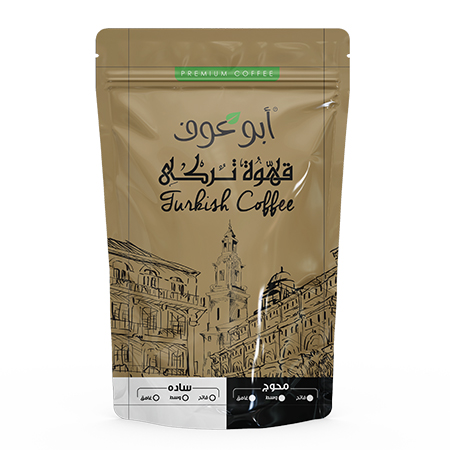 PREMIUM COFFEE
أبو عوف®
قهوة تركي
Turkish Coffee
محوج
فاتح وسط غامق
ساده
فاتح وسط غامق